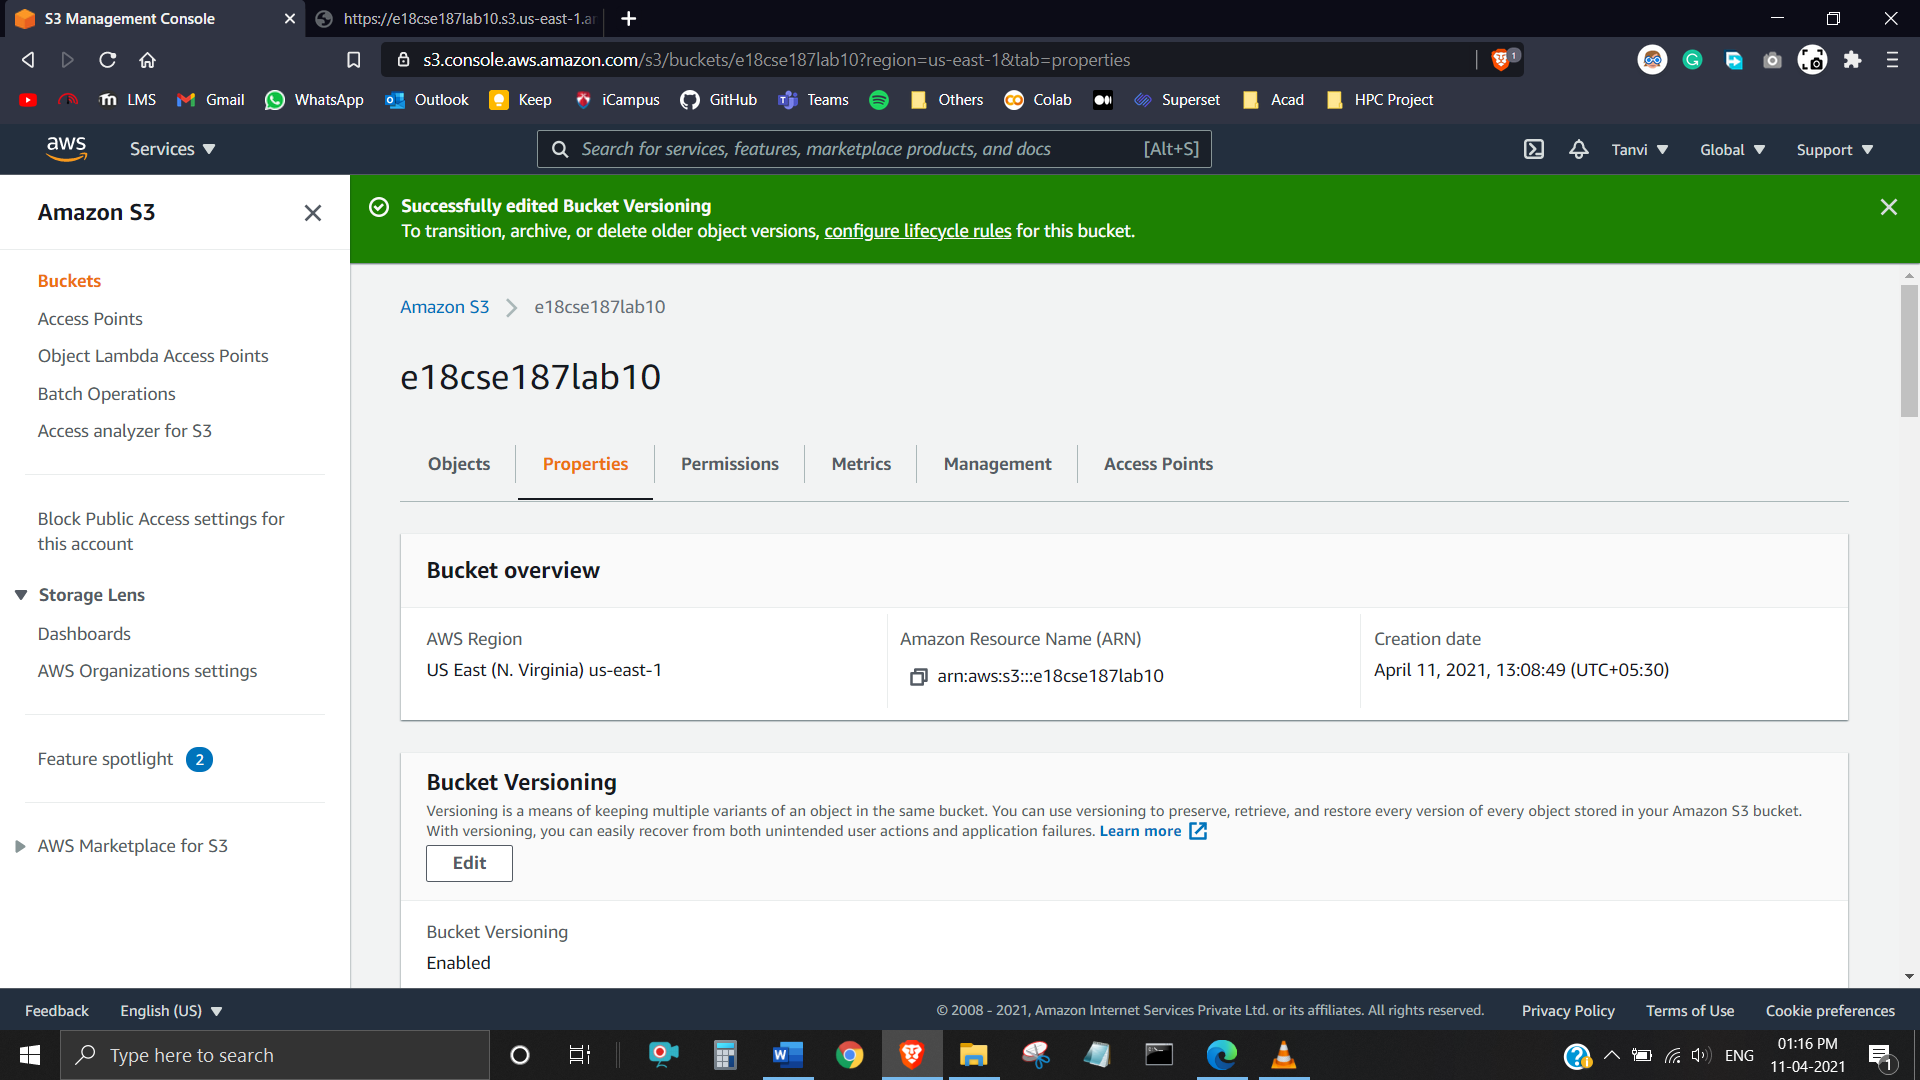 S3 Management Console
https://e18cse187lab10.s3.us-east-1.a
s3.console.aws.amazon.com/s3/buckets/e18cse187lab10?region=us-east-1&tab=properties
1
LMS
Gmail
WhatsApp
Outlook
Keep
iCampus
GitHub
Teams
Others
Colab
Superset
Acad
HPC Project
aws
Services
Search for services, features, marketplace products, and docs
[Alt+S]
Tanvi
Global
Support
Amazon S3
Buckets
Access Points
Object Lambda Access Points
Batch Operations
Access analyzer for S3
Block Public Access settings for
this account
Storage Lens
Dashboards
AWS Organizations settings
Feature spotlight 2
AWS Marketplace for S3
Successfully edited Bucket Versioning
To transition, archive, or delete older object versions, configure lifecycle rules for this bucket.
Amazon S3 > e18cse187lab10
e18cse187lab10
Objects
Properties
Permissions
Metrics
Management
Access Points
Bucket overview
AWS Region
US East (N. Virginia) us-east-1
Amazon Resource Name (ARN)
arn:aws:s3:::e18cse187lab10
Creation date
April 11, 2021, 13:08:49 (UTC+05:30)
Bucket Versioning
Versioning is a means of keeping multiple variants of an object in the same bucket. You can use versioning to preserve, retrieve, and restore every version of every object stored in your Amazon S3 bucket.
With versioning, you can easily recover from both unintended user actions and application failures. Learn more
Edit
Bucket Versioning
Enabled
Feedback
English (US)
© 2008 - 2021, Amazon Internet Services Private Ltd. or its affiliates. All rights reserved.
Privacy Policy
Terms of Use
Cookie preferences
Type here to search
ENG
01:16 PM
11-04-2021
1